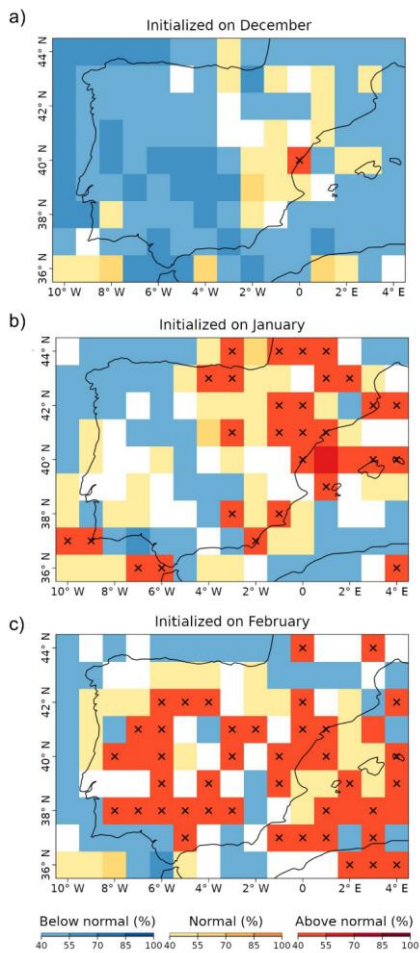 a)
Initialized on December
44° N
42° N
40° N
38° N
36° N
10° W 8° W 6° W 4° W 2° W 0° 2° E 4° E
b)
Initialized on January
44° N
42° N
40° N
38° N
36° N
10° W 8° W 6° W 4° W 2° W 0° 2° E 4° E
c)
Initialized on February
44° N
42° N
40° N
38° N
36° N
10° W 8° W 6° W 4° W 2° W 0° 2° E 4° E
Below normal (%) Normal (%) Above normal (%)
40 55 70 85 100 40 55 70 85 100 40 55 70 85 100